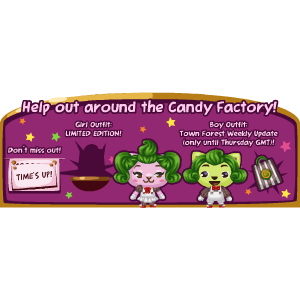 Help out around the Candy Factory!
Girl Outfit:
LIMITED EDITION!
Boy Outfit:
Town Forest Weekly Update
(only until Thursday GMT)!
Don't miss out!
TIME'S UP!